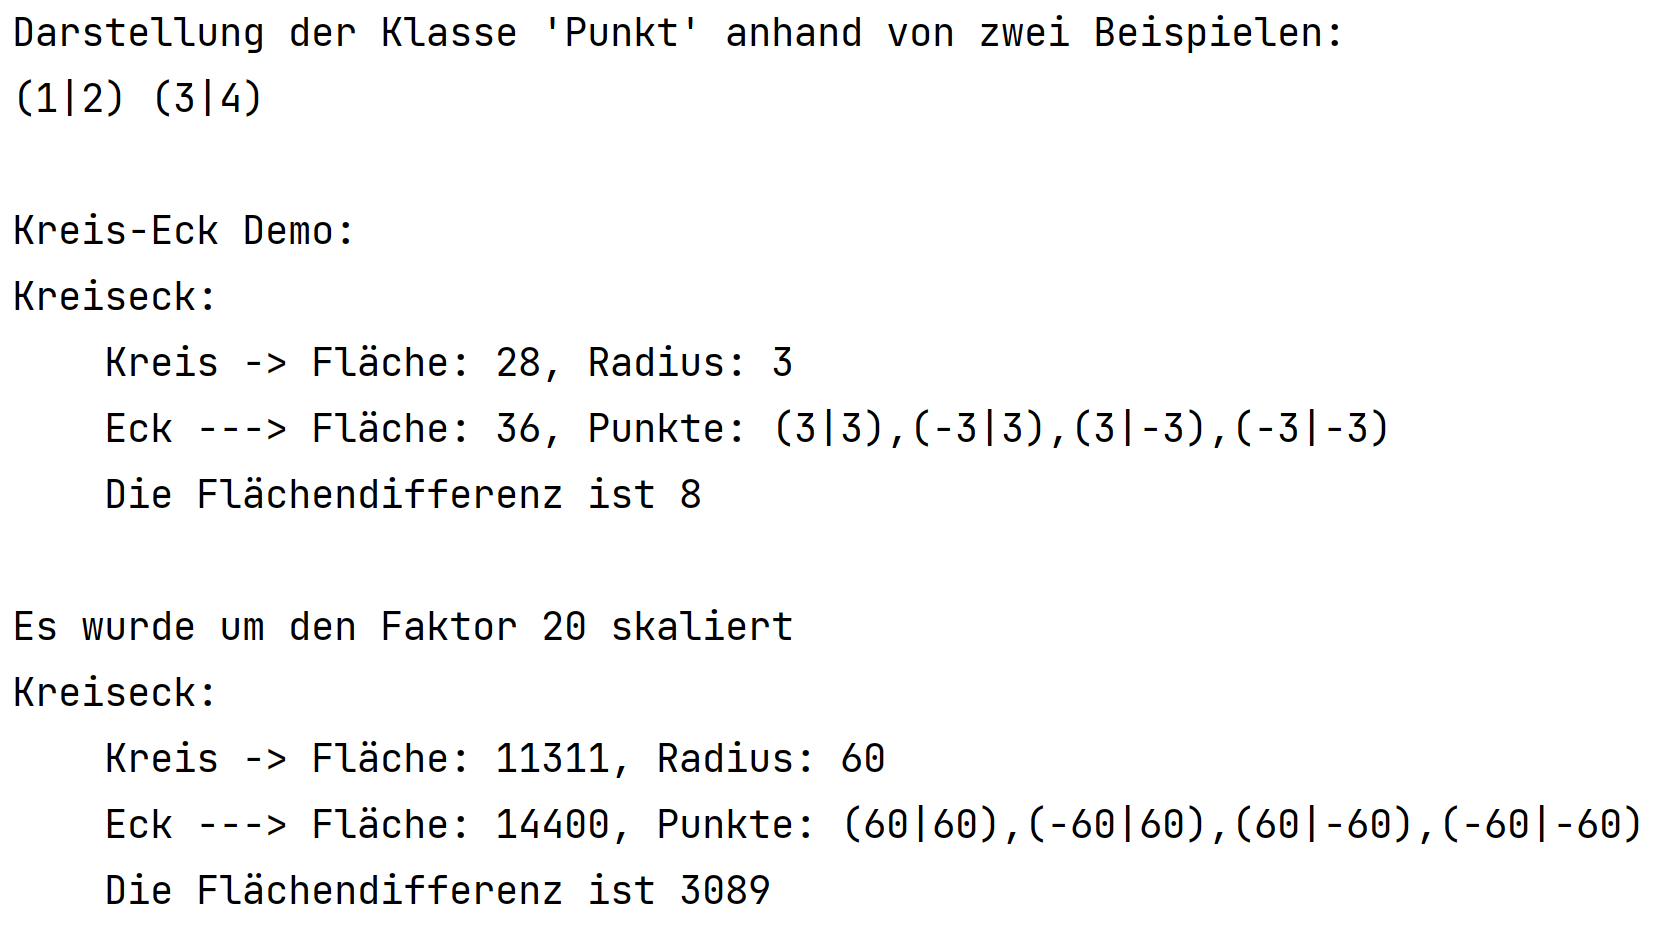 Darstellung der Klasse 'Punkt' anhand von zwei Beispielen:
(1|2) (3|4)
Kreis-Eck Demo:
Kreiseck:
Kreis -> Fläche: 28, Radius: 3
Eck ---> Fläche: 36, Punkte: (3|3),(-3|3),(3|-3),(-3|-3)
Die Flächendifferenz ist 8
Es wurde um den Faktor 20 skaliert
Kreiseck:
Kreis -> Fläche: 11311, Radius: 60
Eck ---> Fläche: 14400, Punkte: (60|60),(-60|60),(60|-60),(-60|-60)
Die Flächendifferenz ist 3089